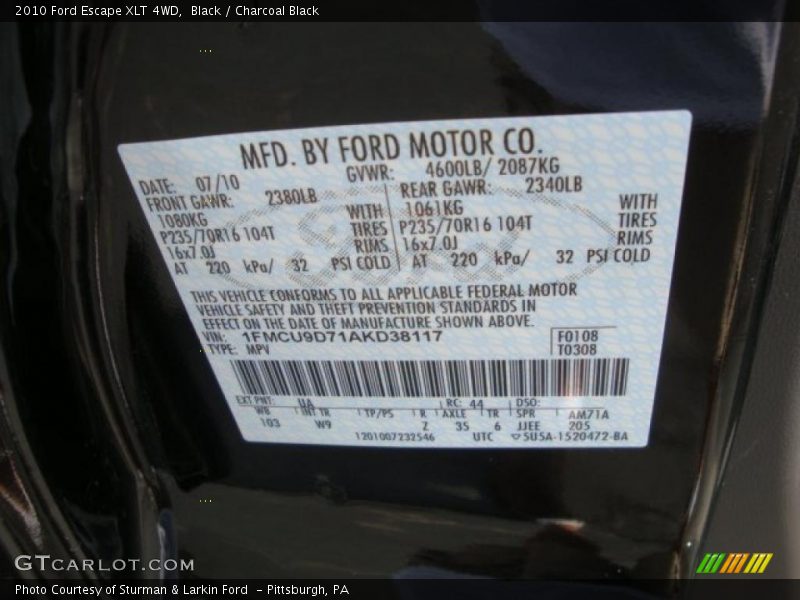 2010 Ford Escape XLT 4WD, Black / Charcoal Black
MFD. BY FORD MOTOR CO.
DATE: 07/10 GVWR: 4600LB/ 2087KG
FRONT GAWR: 2380LB REAR GAWR: 2340LB
1080KG WITH 1061KG WITH
P235/70R16 104T TIRES P235/70R16 104T TIRES
16x7.0J RIMS 16x7.0J RIMS
AT 220 kPa/ 32 PSI COLD AT 220 kPa/ 32 PSI COLD
THIS VEHICLE CONFORMS TO ALL APPLICABLE FEDERAL MOTOR
VEHICLE SAFETY AND THEFT PREVENTION STANDARDS IN
EFFECT ON THE DATE OF MANUFACTURE SHOWN ABOVE.
VIN: 1FMCU9D71AKD38117 F0108
TYPE: MPV T0308
EXT PNT: UA RC: 44 DSO:
WB INT TR TP/PS R AXLE TR SPR AM71A
103 W9 Z 35 6 JJEE 205
1201007232546 UTC ▽5U5A-1520472-BA
GTCARLOT.COM
Photo Courtesy of Sturman & Larkin Ford - Pittsburgh, PA